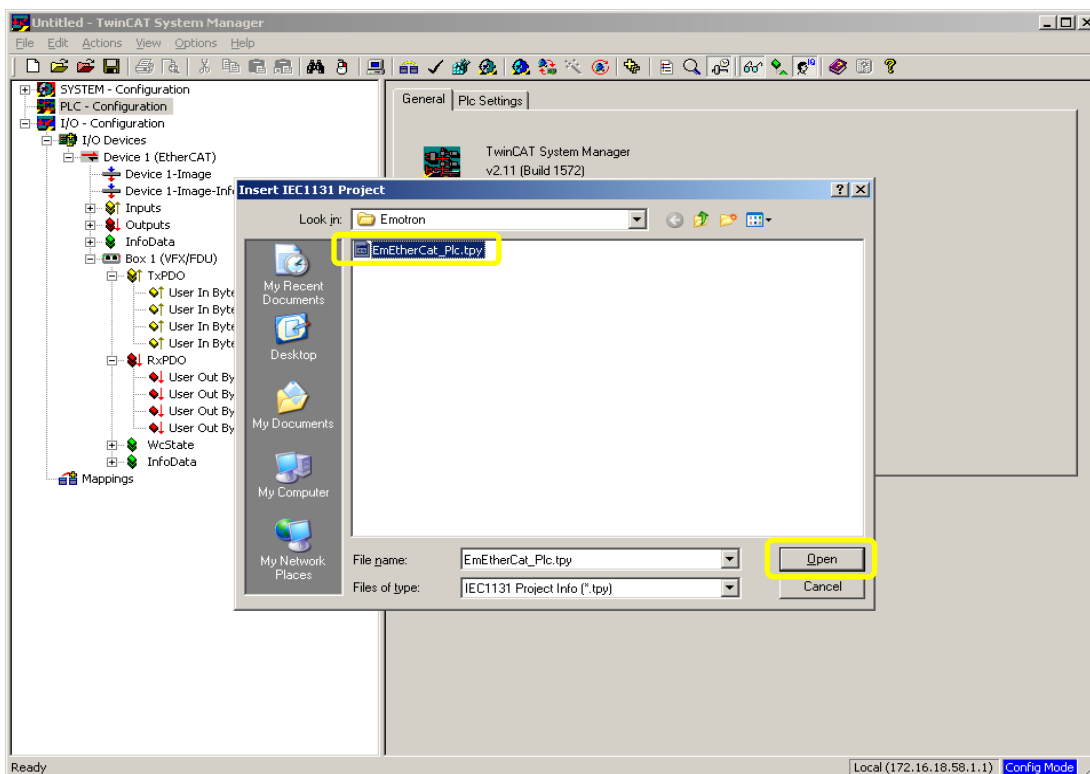 Untitled - TwinCAT System Manager
File Edit Actions View Options Help
SYSTEM - Configuration
PLC - Configuration
I/O - Configuration
I/O Devices
Device 1 (EtherCAT)
Device 1-Image
Device 1-Image-Info
Inputs
Outputs
InfoData
Box 1 (VFX/FDU)
TxPDO
User In Byte
User In Byte
User In Byte
User In Byte
RxPDO
User Out By
User Out By
User Out By
User Out By
WcState
InfoData
Mappings
General Plc Settings
TwinCAT System Manager
v2.11 (Build 1572)
Insert IEC1131 Project
Look in: Emotron
EmEtherCat_Plc.tpy
My Recent
Documents
Desktop
My Documents
My Computer
My Network
Places
File name: EmEtherCat_Plc.tpy Open
Files of type: IEC1131 Project Info (*.tpy) Cancel
Ready Local (172.16.18.58.1.1) Config Mode